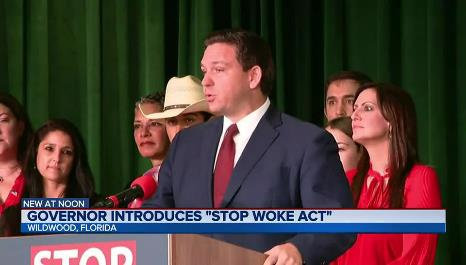 NEW AT NOON
GOVERNOR INTRODUCES "STOP WOKE ACT"
WILDWOOD, FLORIDA
STOP